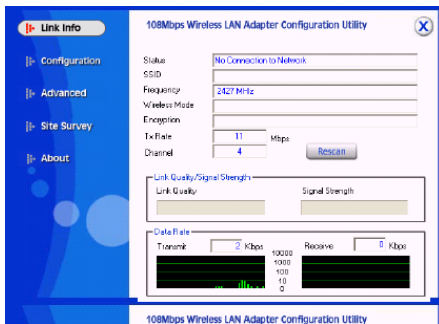 Link Info
Configuration
Advanced
Site Survey
About
108Mbps Wireless LAN Adapter Configuration Utility
X
Status No Connection to Network
SSID
Frequency 2427 MHz
Wireless Mode
Encryption
Tx Rate 11 Mbps
Channel 4 Rescan
Link Quality/Signal Strength
Link Quality Signal Strength
Data Rate
Transmit 2 Kbps Receive 0 Kbps
10000
1000
100
10
0
108Mbps Wireless LAN Adapter Configuration Utility